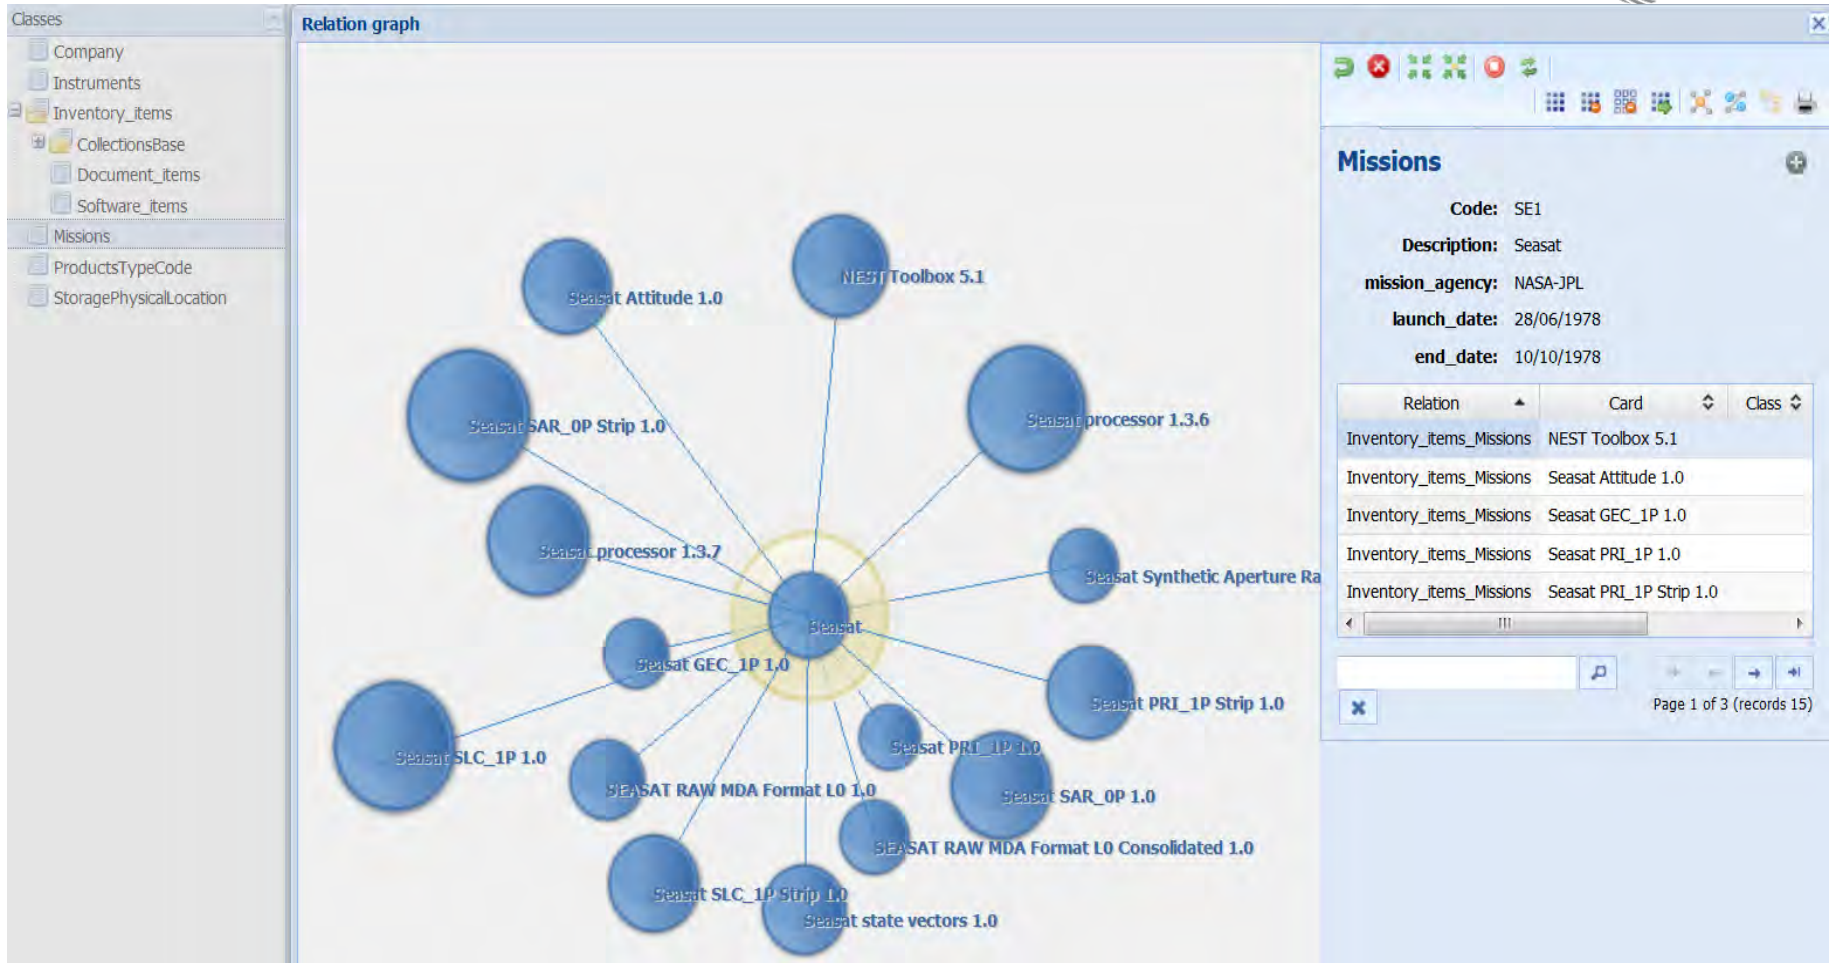 Classes
Company
Instruments
Inventory_items
CollectionsBase
Document_items
Software_items
Missions
ProductsTypeCode
StoragePhysicalLocation
Relation graph
NEST Toolbox 5.1
Seasat Attitude 1.0
Seasat processor 1.3.6
Seasat SAR_0P Strip 1.0
Seasat processor 1.3.7
Seasat Synthetic Aperture Ra
Seasat
Seasat GEC_1P 1.0
Seasat PRI_1P Strip 1.0
Seasat PRI_1P 1.0
Seasat SLC_1P 1.0
SEASAT RAW MDA Format L0 1.0
Seasat SAR_0P 1.0
SEASAT RAW MDA Format L0 Consolidated 1.0
Seasat SLC_1P Strip 1.0
Seasat state vectors 1.0
Missions
Code: SE1
Description: Seasat
mission_agency: NASA-JPL
launch_date: 28/06/1978
end_date: 10/10/1978
Relation Card Class
Inventory_items_Missions NEST Toolbox 5.1
Inventory_items_Missions Seasat Attitude 1.0
Inventory_items_Missions Seasat GEC_1P 1.0
Inventory_items_Missions Seasat PRI_1P 1.0
Inventory_items_Missions Seasat PRI_1P Strip 1.0
Page 1 of 3 (records 15)